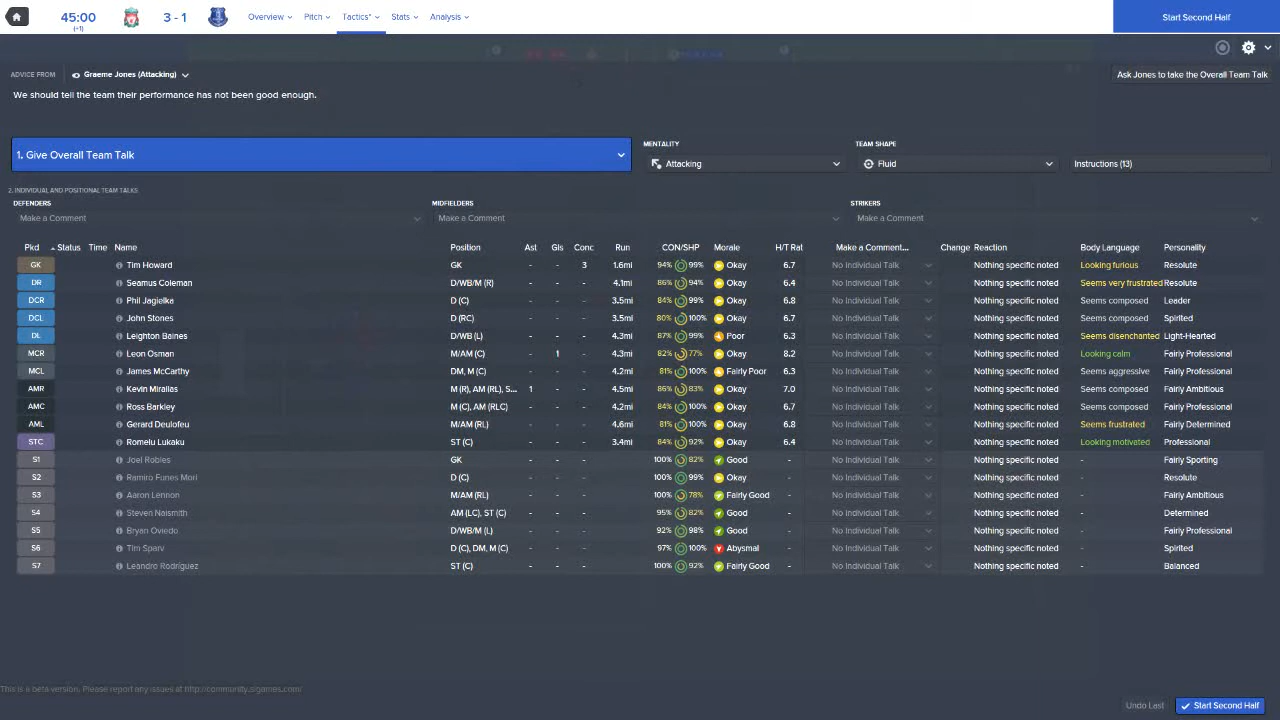 45:00 (+1) 3 - 1 Overview Pitch Tactics* Stats Analysis Start Second Half
ADVICE FROM Graeme Jones (Attacking) Ask Jones to take the Overall Team Talk
We should tell the team their performance has not been good enough.
MENTALITY TEAM SHAPE
1. Give Overall Team Talk Attacking Fluid Instructions (13)
2. INDIVIDUAL AND POSITIONAL TEAM TALKS
DEFENDERS MIDFIELDERS STRIKERS
Make a Comment Make a Comment Make a Comment
Pkd Status Time Name Position Ast Gls Conc Run CON/SHP Morale H/T Rat Make a Comment... Change Reaction Body Language Personality
GK Tim Howard GK - - 3 1.6mi 94% 99% Okay 6.7 No Individual Talk Nothing specific noted Looking furious Resolute
DR Seamus Coleman D/WB/M (R) - - - 4.1mi 86% 94% Okay 6.4 No Individual Talk Nothing specific noted Seems very frustrated Resolute
DCR Phil Jagielka D (C) - - - 3.5mi 84% 99% Okay 6.8 No Individual Talk Nothing specific noted Seems composed Leader
DCL John Stones D (RC) - - - 3.5mi 80% 100% Okay 6.7 No Individual Talk Nothing specific noted Seems composed Spirited
DL Leighton Baines D/WB (L) - - - 4.3mi 87% 99% Poor 6.3 No Individual Talk Nothing specific noted Seems disenchanted Light-Hearted
MCR Leon Osman M/AM (C) - 1 - 4.3mi 82% 77% Okay 8.2 No Individual Talk Nothing specific noted Looking calm Fairly Professional
MCL James McCarthy DM, M (C) - - - 4.2mi 81% 100% Fairly Poor 6.3 No Individual Talk Nothing specific noted Seems aggressive Fairly Professional
AMR Kevin Mirallas M (R), AM (RL), S... 1 - - 4.5mi 86% 83% Okay 7.0 No Individual Talk Nothing specific noted Seems composed Fairly Ambitious
AMC Ross Barkley M (C), AM (RLC) - - - 4.2mi 84% 100% Okay 6.7 No Individual Talk Nothing specific noted Seems composed Fairly Professional
AML Gerard Deulofeu M/AM (RL) - - - 4.6mi 81% 100% Okay 6.8 No Individual Talk Nothing specific noted Seems frustrated Fairly Determined
STC Romelu Lukaku ST (C) - - - 3.4mi 84% 92% Okay 6.4 No Individual Talk Nothing specific noted Looking motivated Professional
S1 Joel Robles GK 100% 82% Good - No Individual Talk Nothing specific noted - Fairly Sporting
S2 Ramiro Funes Mori D (C) 100% 99% Okay - No Individual Talk Nothing specific noted - Resolute
S3 Aaron Lennon M/AM (RL) 100% 78% Fairly Good - No Individual Talk Nothing specific noted - Fairly Ambitious
S4 Steven Naismith AM (LC), ST (C) 95% 82% Good - No Individual Talk Nothing specific noted - Determined
S5 Bryan Oviedo D/WB/M (L) 92% 98% Good - No Individual Talk Nothing specific noted - Fairly Professional
S6 Tim Sparv D (C), DM, M (C) 97% 100% Abysmal - No Individual Talk Nothing specific noted - Spirited
S7 Leandro Rodríguez ST (C) 100% 92% Fairly Good - No Individual Talk Nothing specific noted - Balanced
This is a beta version. Please report any issues at http://community.sigames.com/
Undo Last Start Second Half